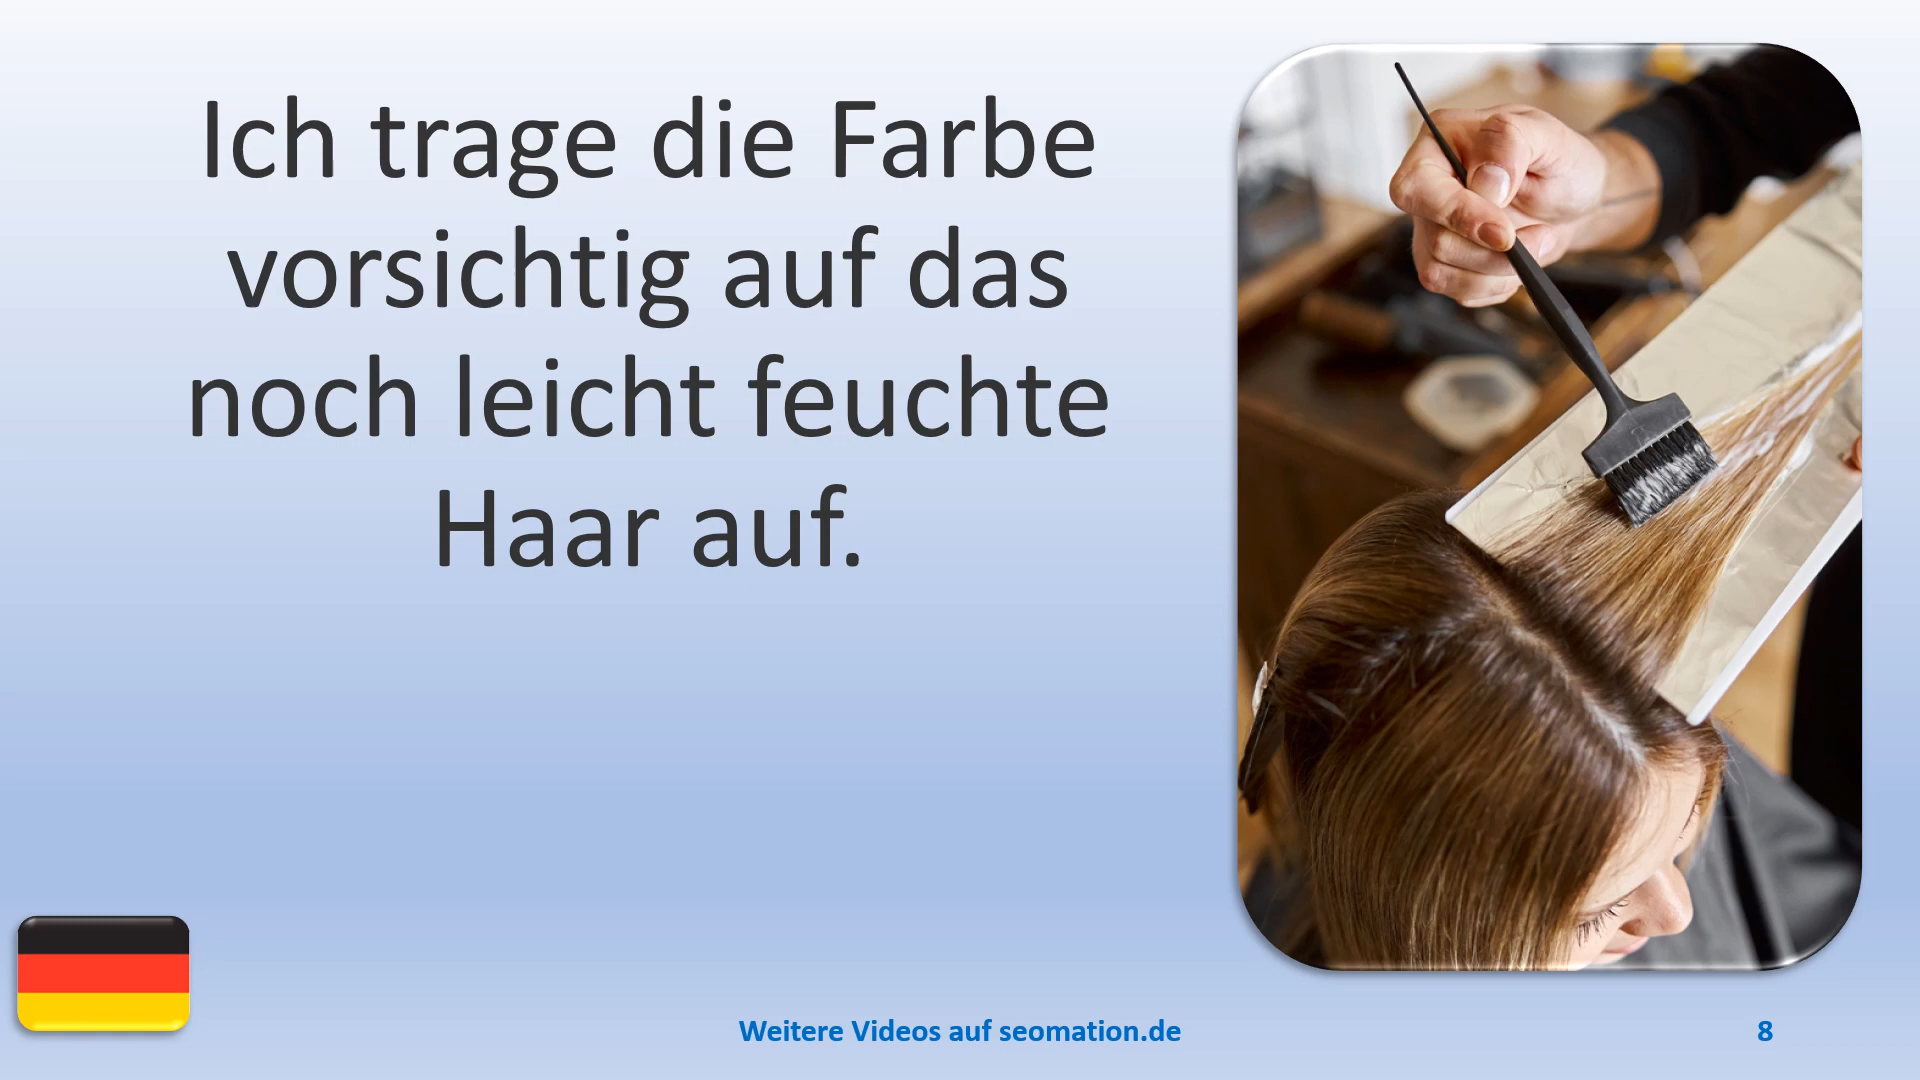 Ich trage die Farbe
vorsichtig auf das
noch leicht feuchte
Haar auf.
Weitere Videos auf seomation.de
8